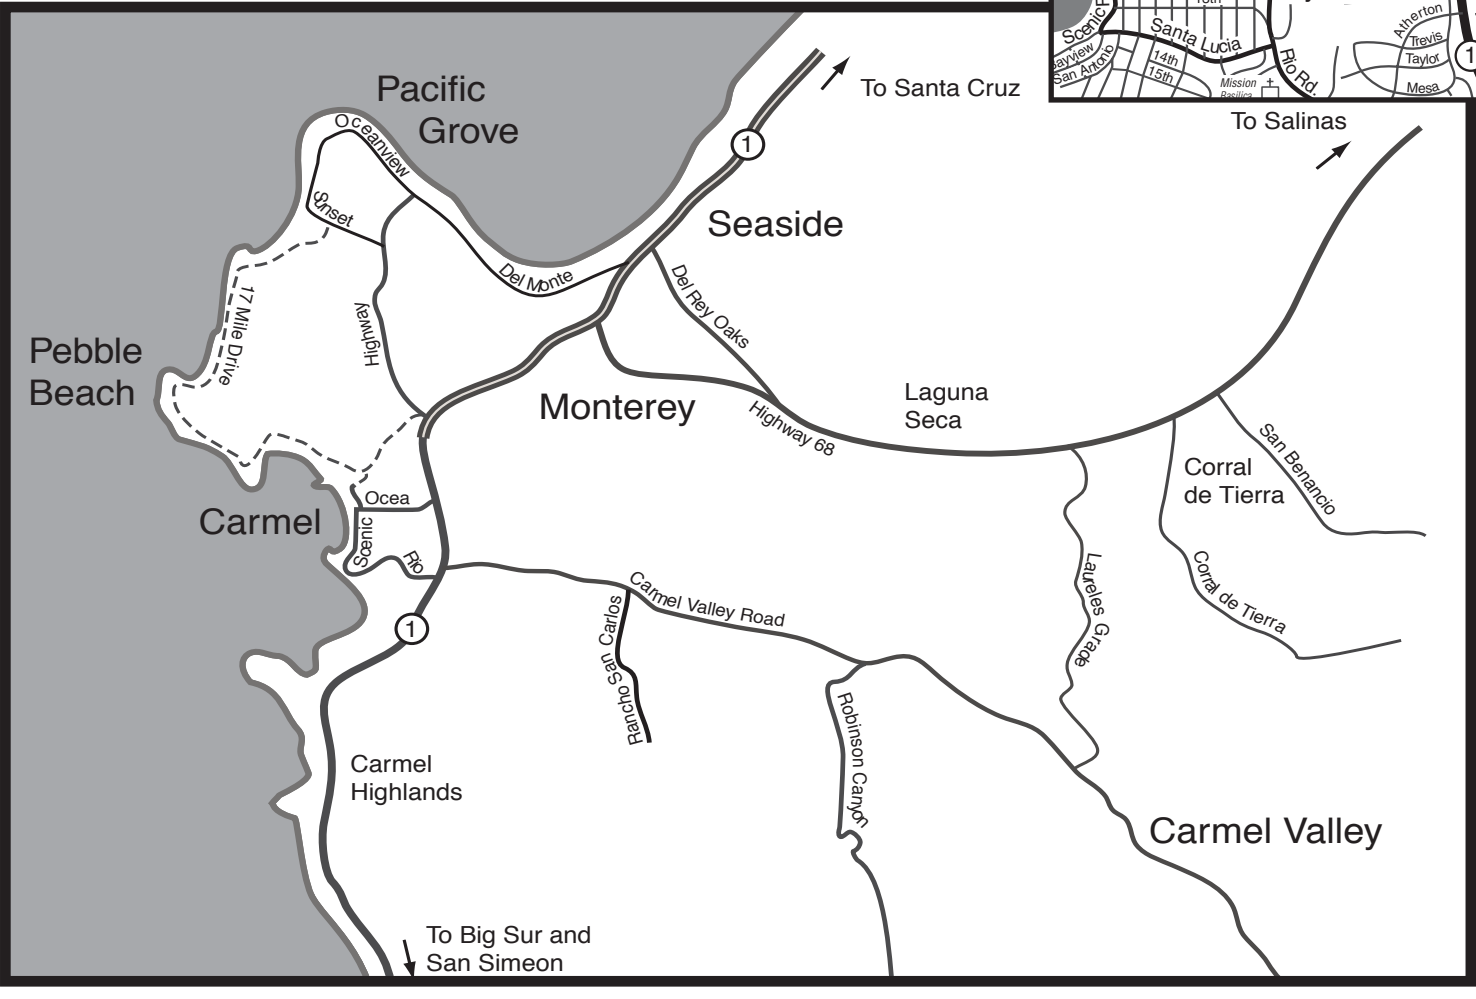 Scenic
Santa Lucia
Bayview
San Antonio
14th
15th
Mission
Basilica
Rio Rd.
Atherton
Trevis
Taylor
Mesa
1
To Salinas
Pacific
Grove
To Santa Cruz
1
Oceanview
Sunset
Seaside
Del Monte
Del Rey Oaks
17 Mile Drive
Highway
Pebble
Beach
Monterey
Highway 68
Laguna
Seca
Corral
de Tierra
San Benancio
Carmel
Ocea
Scenic
Rio
1
Carmel Valley Road
Rancho San Carlos
Laureles Grade
Corral de Tierra
Robinson Canyon
Carmel
Highlands
Carmel Valley
To Big Sur and
San Simeon